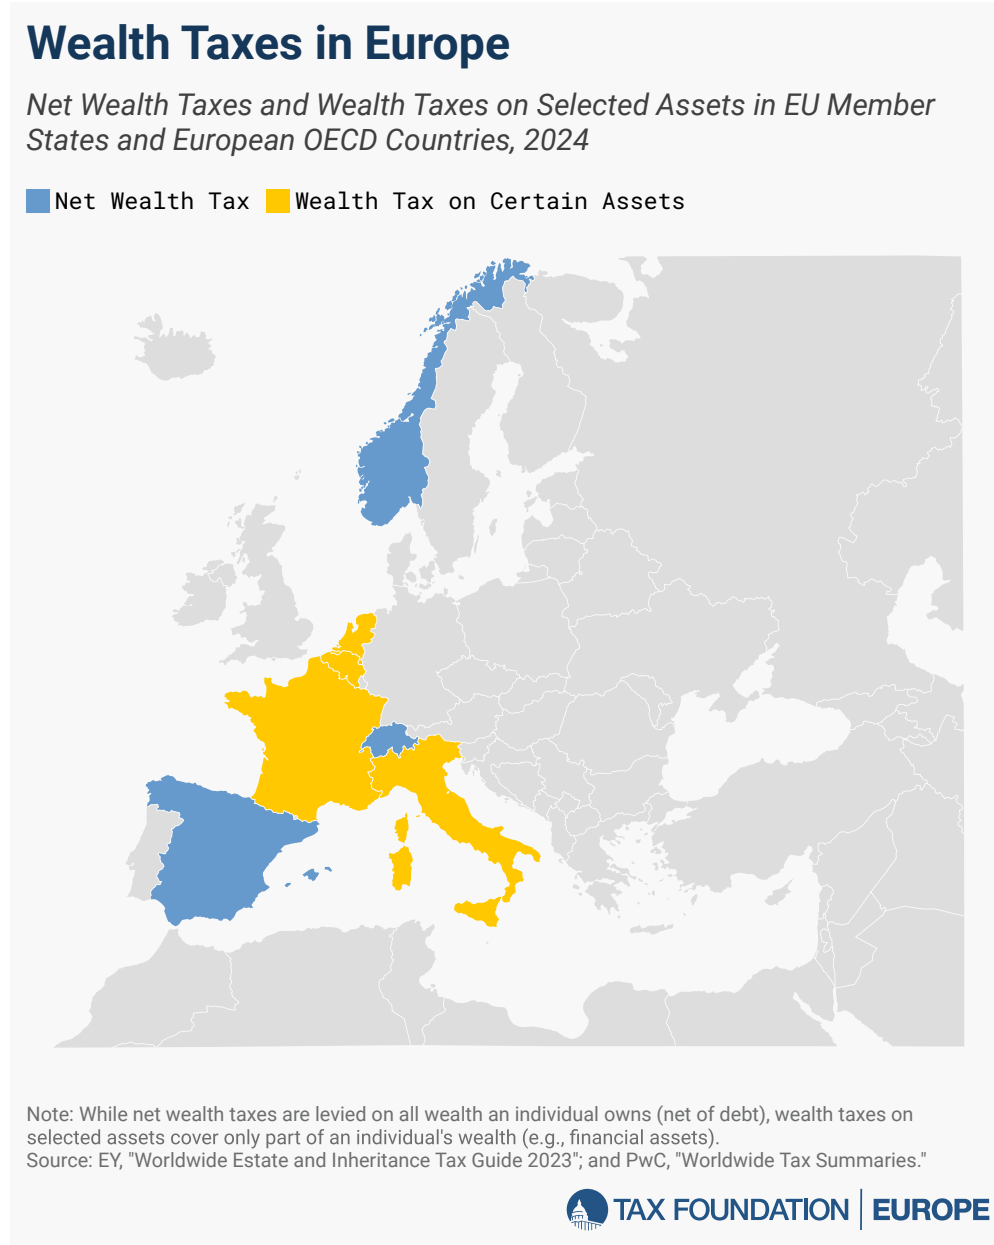 Wealth Taxes in Europe
Net Wealth Taxes and Wealth Taxes on Selected Assets in EU Member
States and European OECD Countries, 2024
Net Wealth Tax Wealth Tax on Certain Assets
Note: While net wealth taxes are levied on all wealth an individual owns (net of debt), wealth taxes on
selected assets cover only part of an individual's wealth (e.g., financial assets).
Source: EY, "Worldwide Estate and Inheritance Tax Guide 2023"; and PwC, "Worldwide Tax Summaries."
TAX FOUNDATION EUROPE